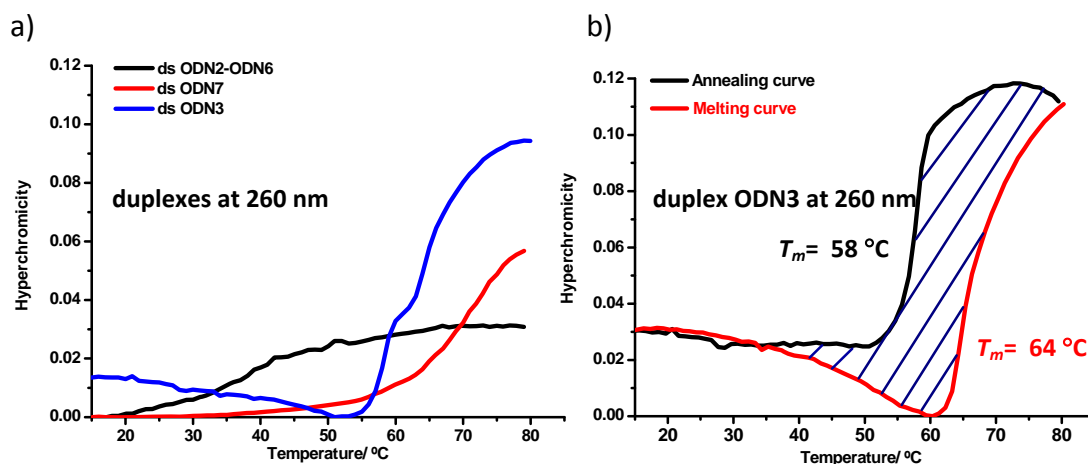 a)
0.12
0.10
0.08
0.06
0.04
0.02
0.00
Hyperchromicity
ds ODN2-ODN6
ds ODN7
ds ODN3
duplexes at 260 nm
20 30 40 50 60 70 80
Temperature/ ºC
b)
0.12
0.10
0.08
0.06
0.04
0.02
0.00
Hyperchromicity
Annealing curve
Melting curve
duplex ODN3 at 260 nm
Tm= 58 °C
Tm= 64 °C
20 30 40 50 60 70 80
Temperature/ ºC